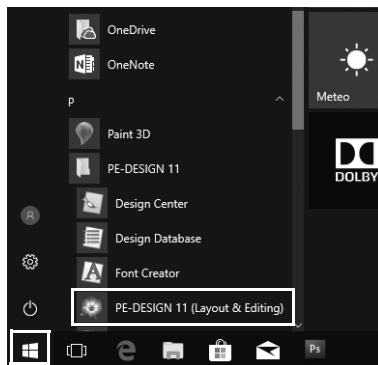 OneDrive
OneNote
P
Meteo
Paint 3D
PE-DESIGN 11
DOLBY
Design Center
Design Database
Font Creator
PE-DESIGN 11 (Layout & Editing)
Ps